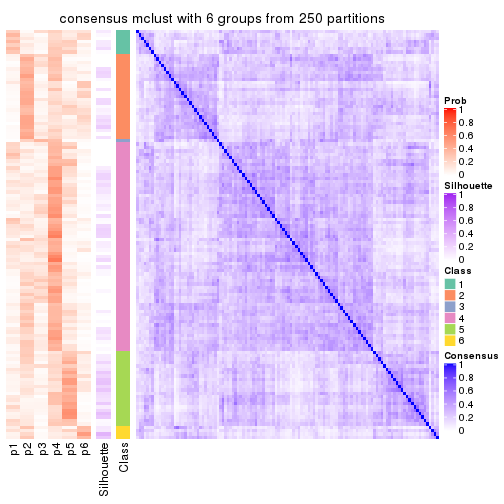 consensus mclust with 6 groups from 250 partitions
Prob
1
0.8
0.6
0.4
0.2
0
Silhouette
1
0.8
0.6
0.4
0.2
0
Class
1
2
3
4
5
6
Consensus
1
0.8
0.6
0.4
0.2
0
p1
p2
p3
p4
p5
p6
Silhouette
Class